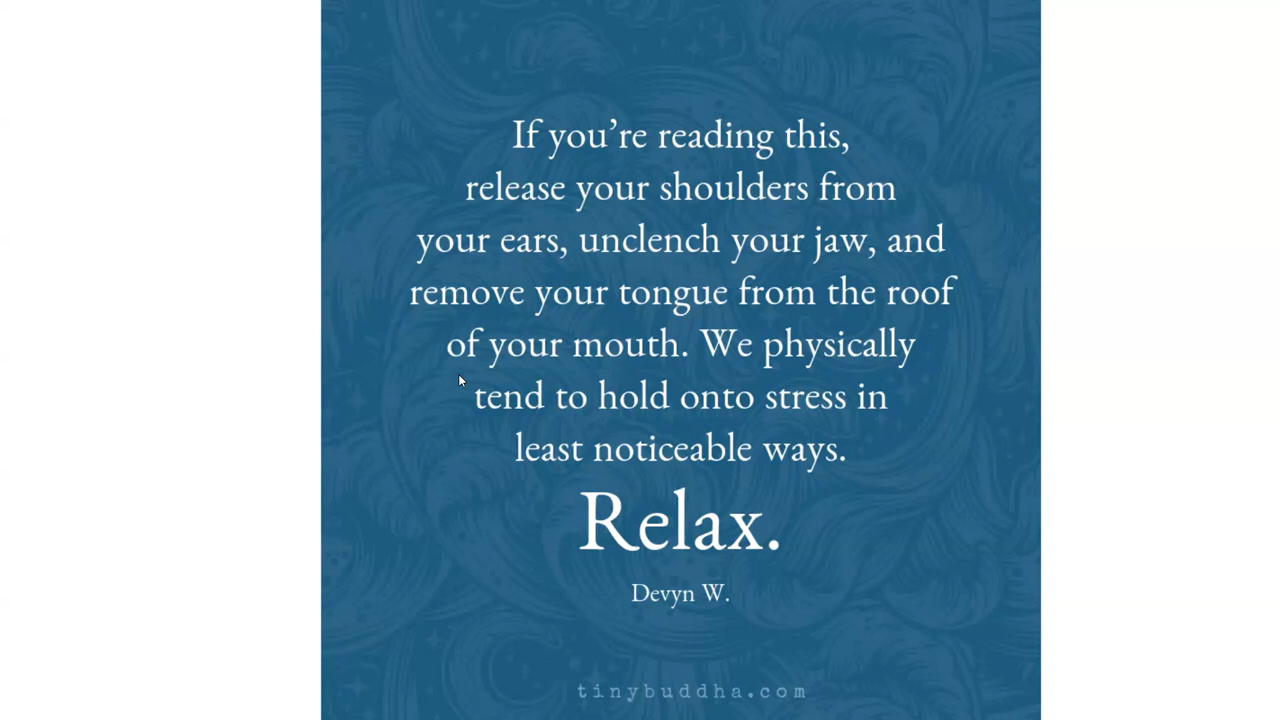 If you’re reading this,
release your shoulders from
your ears, unclench your jaw, and
remove your tongue from the roof
of your mouth. We physically
tend to hold onto stress in
least noticeable ways.
Relax.
Devyn W.
tinybuddha.com